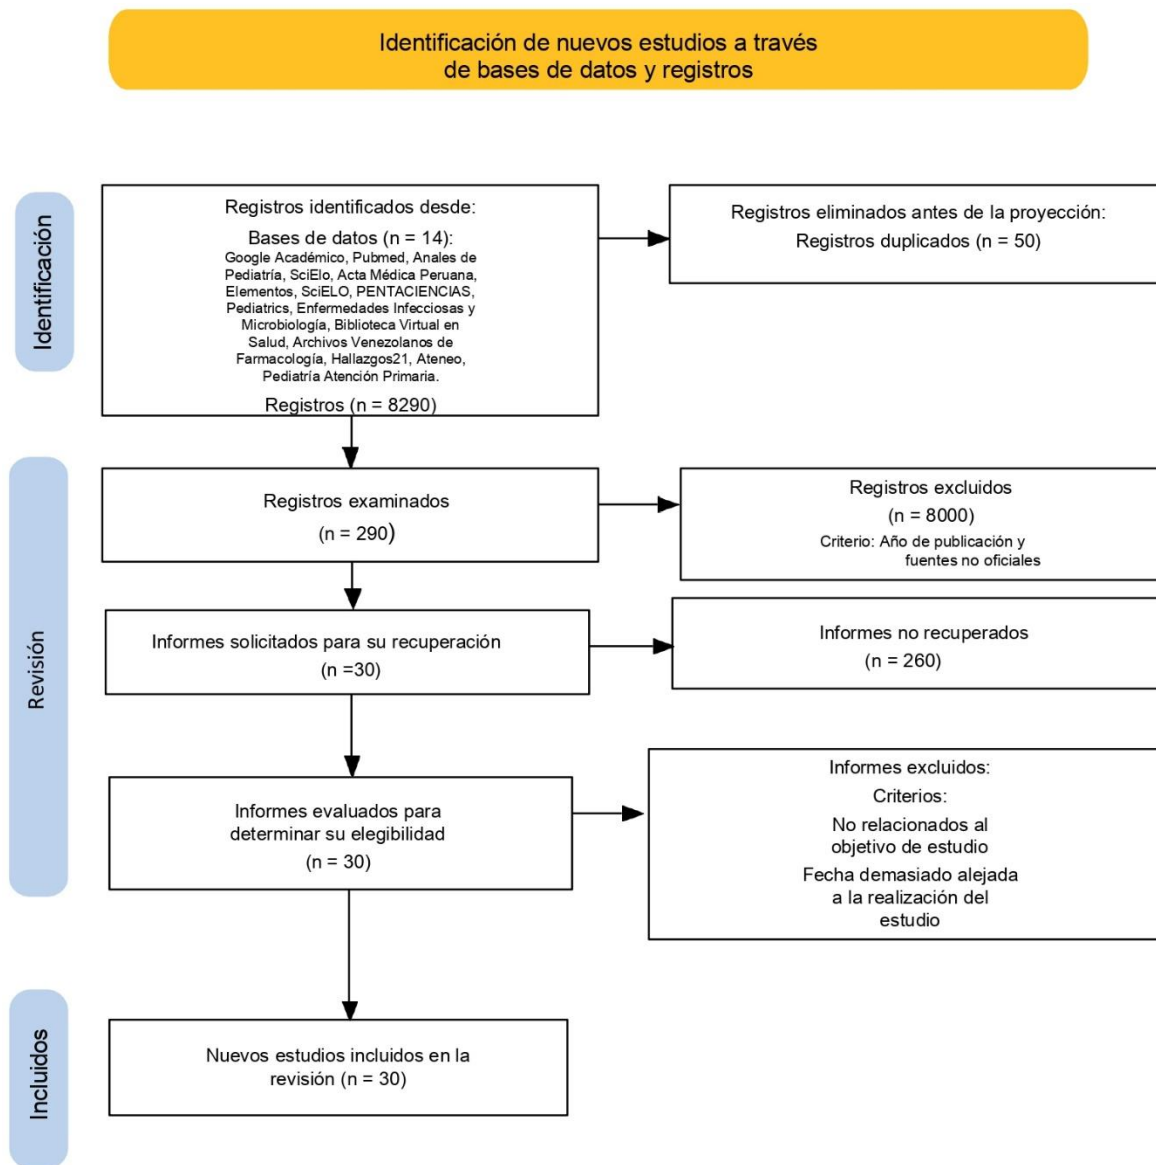 Identificación de nuevos estudios a través
de bases de datos y registros
Identificación
Registros identificados desde:
Bases de datos (n = 14):
Google Académico, Pubmed, Anales de
Pediatría, SciElo, Acta Médica Peruana,
Elementos, SciELO, PENTACIENCIAS,
Pediatrics, Enfermedades Infecciosas y
Microbiología, Biblioteca Virtual en
Salud, Archivos Venezolanos de
Farmacología, Hallazgos21, Ateneo,
Pediatría Atención Primaria.
Registros (n = 8290)
Registros eliminados antes de la proyección:
Registros duplicados (n = 50)
Revisión
Registros examinados
(n = 290)
Registros excluidos
(n = 8000)
Criterio: Año de publicación y
fuentes no oficiales
Informes solicitados para su recuperación
(n =30)
Informes no recuperados
(n = 260)
Informes evaluados para
determinar su elegibilidad
(n = 30)
Informes excluidos:
Criterios:
No relacionados al
objetivo de estudio
Fecha demasiado alejada
a la realización del
estudio
Incluidos
Nuevos estudios incluidos en la
revisión (n = 30)